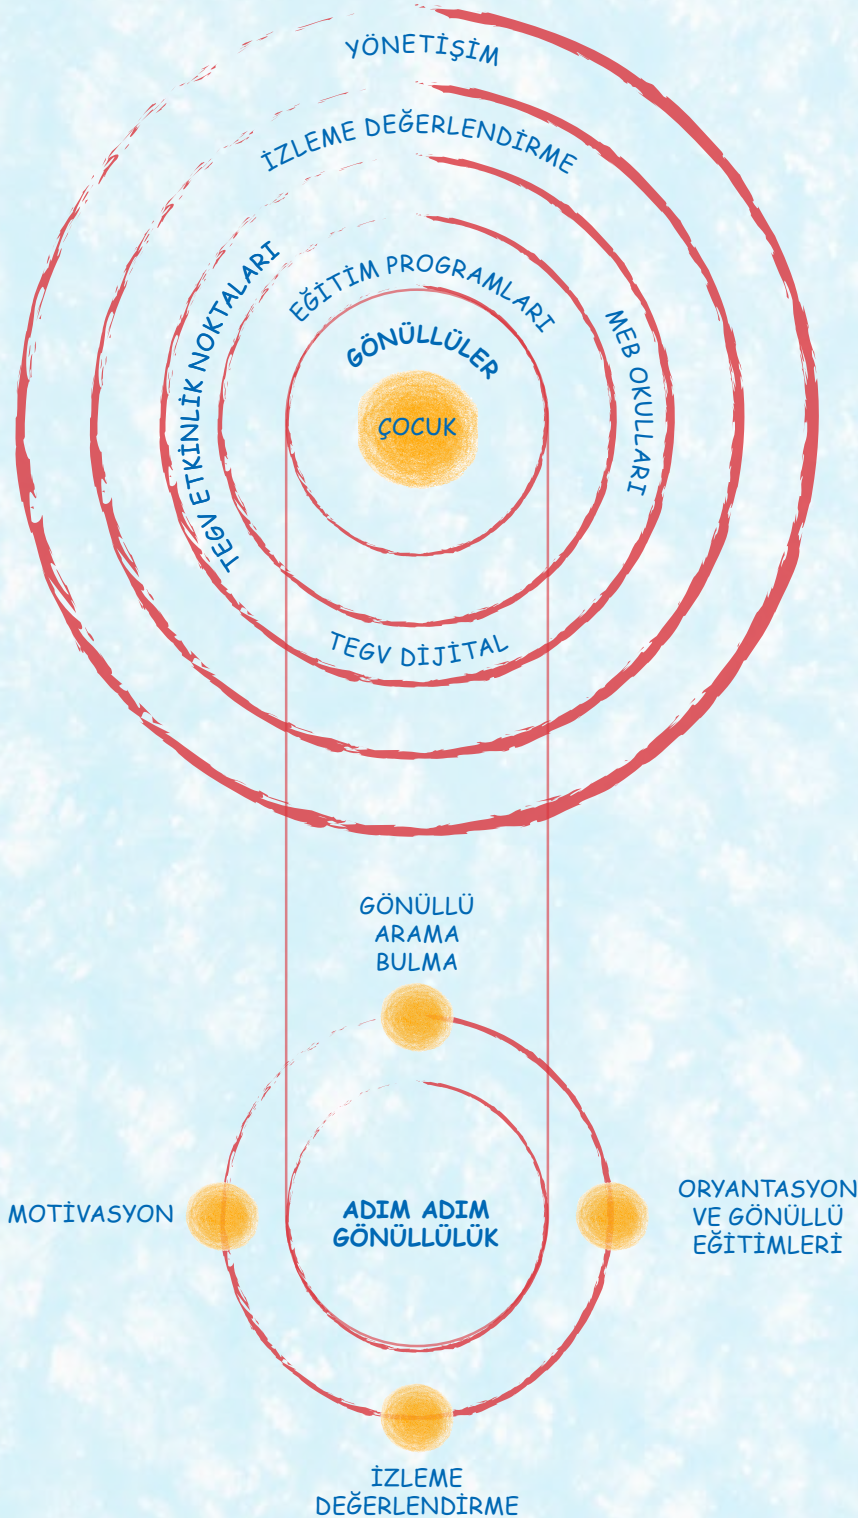 YÖNETİŞİM
İZLEME DEĞERLENDİRME
TEGV ETKİNLİK NOKTALARI
EĞİTİM PROGRAMLARI
MEB OKULLARI
GÖNÜLLÜLER
ÇOCUK
TEGV DİJİTAL
GÖNÜLLÜ
ARAMA
BULMA
MOTİVASYON
ADIM ADIM
GÖNÜLLÜLÜK
ORYANTASYON
VE GÖNÜLLÜ
EĞİTİMLERİ
İZLEME
DEĞERLENDİRME